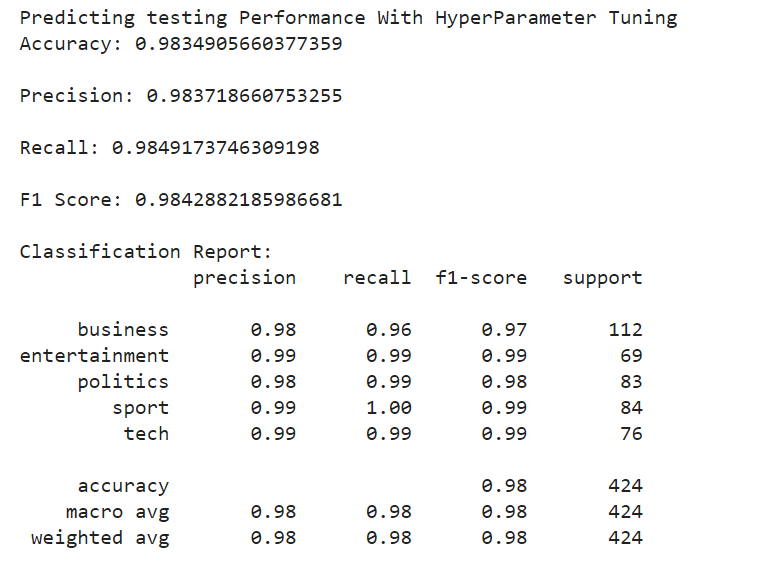 Predicting testing Performance With HyperParameter Tuning
Accuracy: 0.9834905660377359
Precision: 0.983718660753255
Recall: 0.9849173746309198
F1 Score: 0.9842882185986681
Classification Report:
precision recall f1-score support
business 0.98 0.96 0.97 112
entertainment 0.99 0.99 0.99 69
politics 0.98 0.99 0.98 83
sport 0.99 1.00 0.99 84
tech 0.99 0.99 0.99 76
accuracy 0.98 424
macro avg 0.98 0.98 0.98 424
weighted avg 0.98 0.98 0.98 424